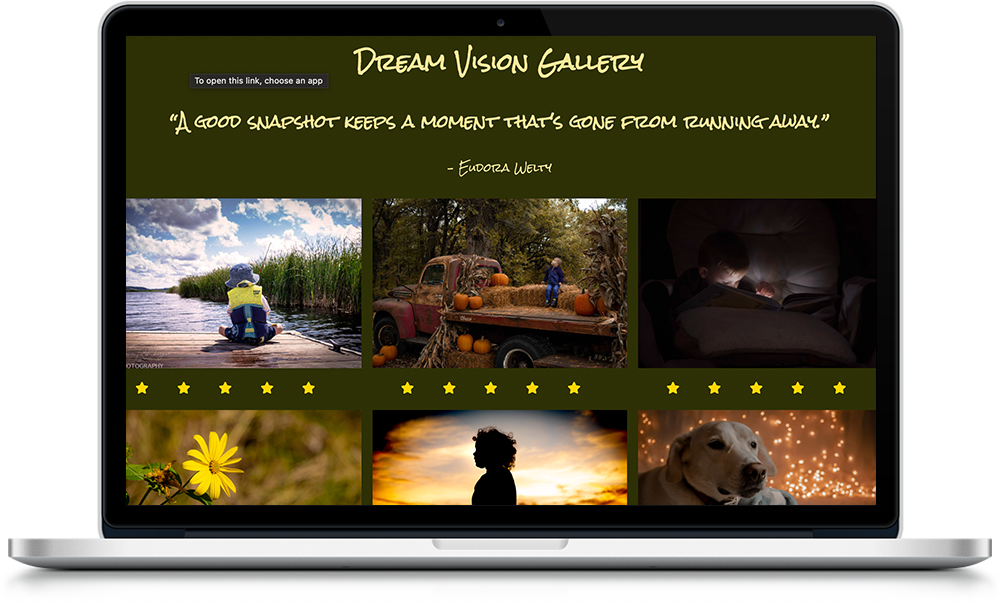 Dream Vision Gallery
To open this link, choose an app
“A good snapshot keeps a moment that’s gone from running away.”
- Eudora Welty
OTOGRAPHY